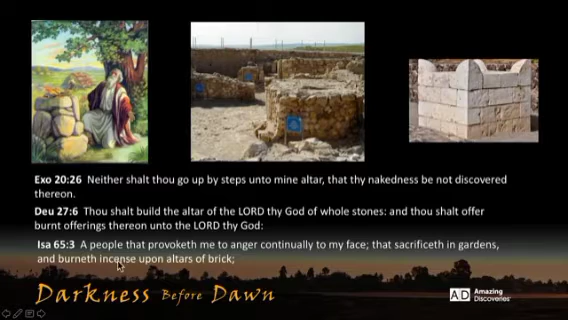 Exo 20:26  Neither shalt thou go up by steps unto mine altar, that thy nakedness be not discovered
thereon.
Deu 27:6  Thou shalt build the altar of the LORD thy God of whole stones: and thou shalt offer
burnt offerings thereon unto the LORD thy God:
Isa 65:3  A people that provoketh me to anger continually to my face; that sacrificeth in gardens,
and burneth incense upon altars of brick;
Darkness Before Dawn
AD Amazing
Discoveries